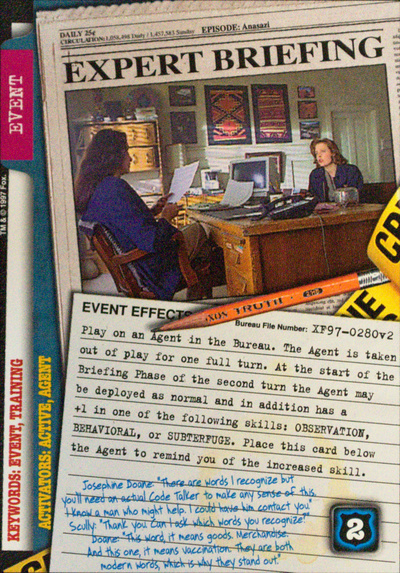 DAILY 25¢ EPISODE: Anasazi
CIRCULATION: 1,056,498 Daily / 1,457,583 Sunday
EXPERT BRIEFING
EVENT
TM & © 1997 Fox.
EVENT EFFECTS
TRUTH
Bureau File Number: XF97-0280v2
Play on an Agent in the Bureau. The Agent is taken
out of play for one full turn. At the start of the
Briefing Phase of the second turn the Agent may
be deployed as normal and in addition has a
+1 in one of the following skills: OBSERVATION,
BEHAVIORAL, or SUBTERFUGE. Place this card below
the Agent to remind you of the increased skill.
KEYWORDS: EVENT, TRAINING
ACTIVATORS: ACTIVE, AGENT
Josephine Doane: "There are words I recognize but
you'll need an actual Code Talker to make any sense of this.
I know a man who might help. I could have him contact you"
Scully: "Thank you. Can I ask which words you recognize?"
Doane: "This word, it means goods. Merchandise.
And this one, it means vaccination. They are both
modern words, which is why they stand out."
2